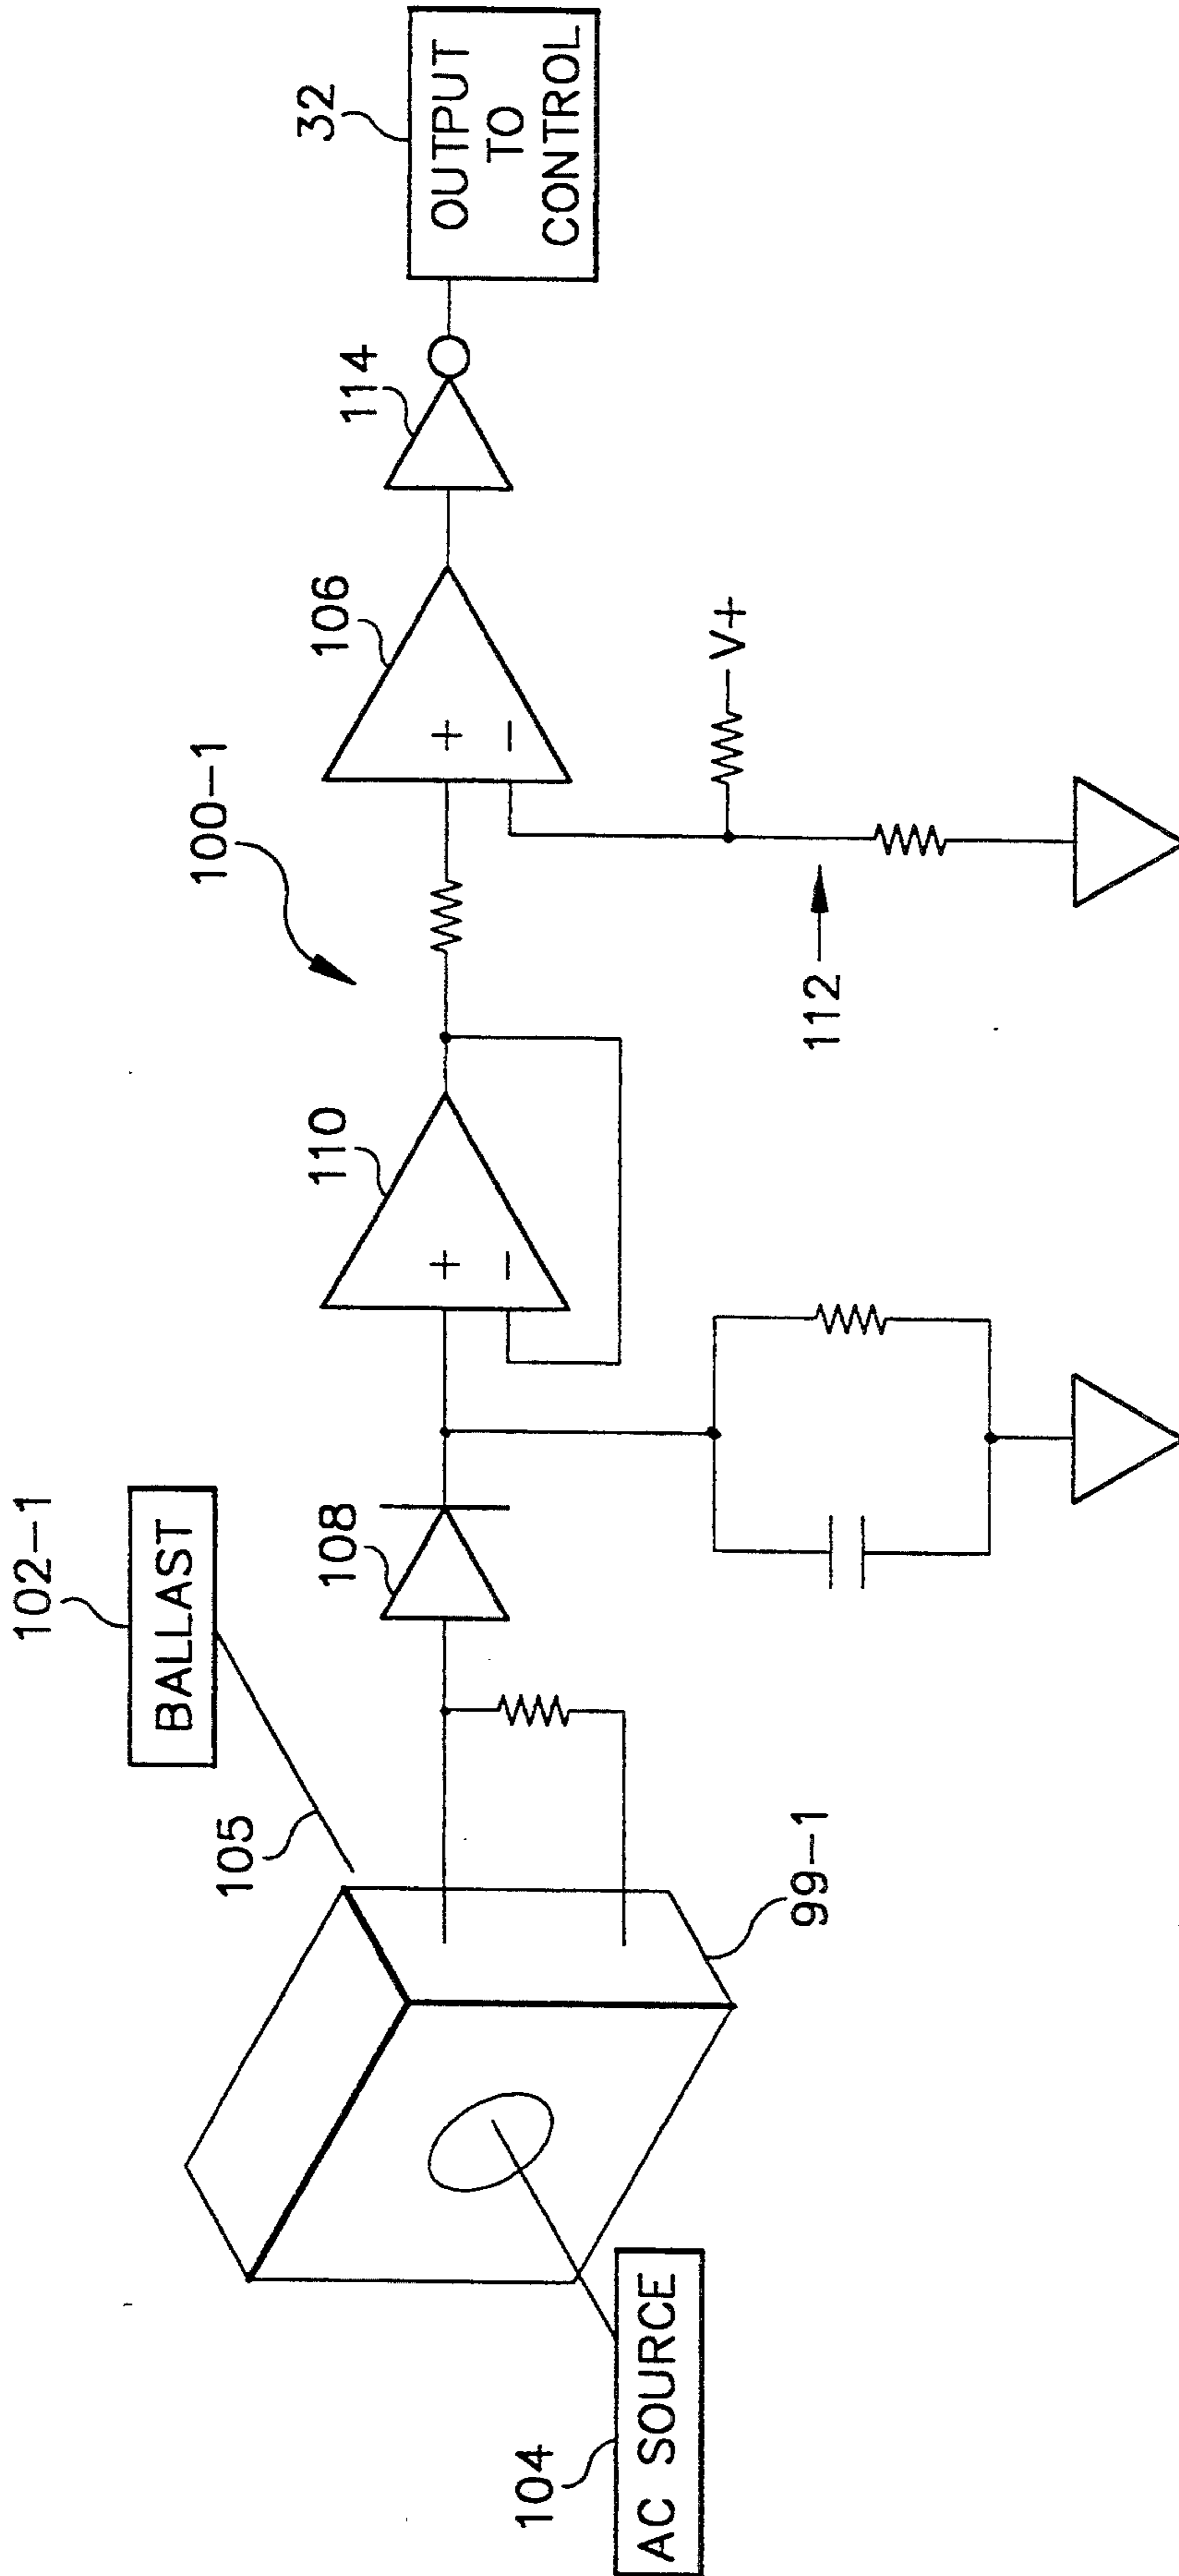 102-1
BALLAST
105
104
AC SOURCE
99-1
108
110
+
-
100-1
106
+
-
V+
112
114
32
OUTPUT
TO
CONTROL